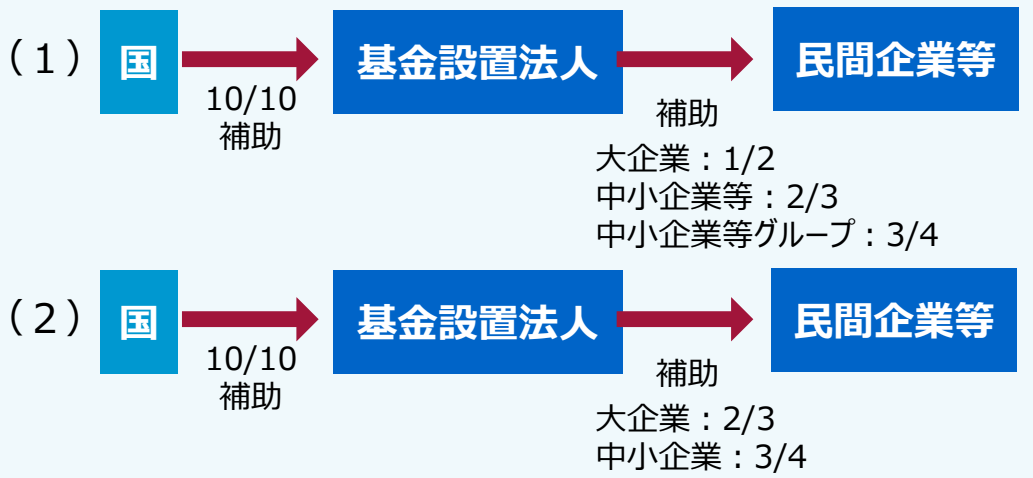 （１） 国 基金設置法人 民間企業等
10/10
補助
補助
大企業：1/2
中小企業等：2/3
中小企業等グループ：3/4
（２） 国 基金設置法人 民間企業等
10/10
補助
補助
大企業：2/3
中小企業：3/4